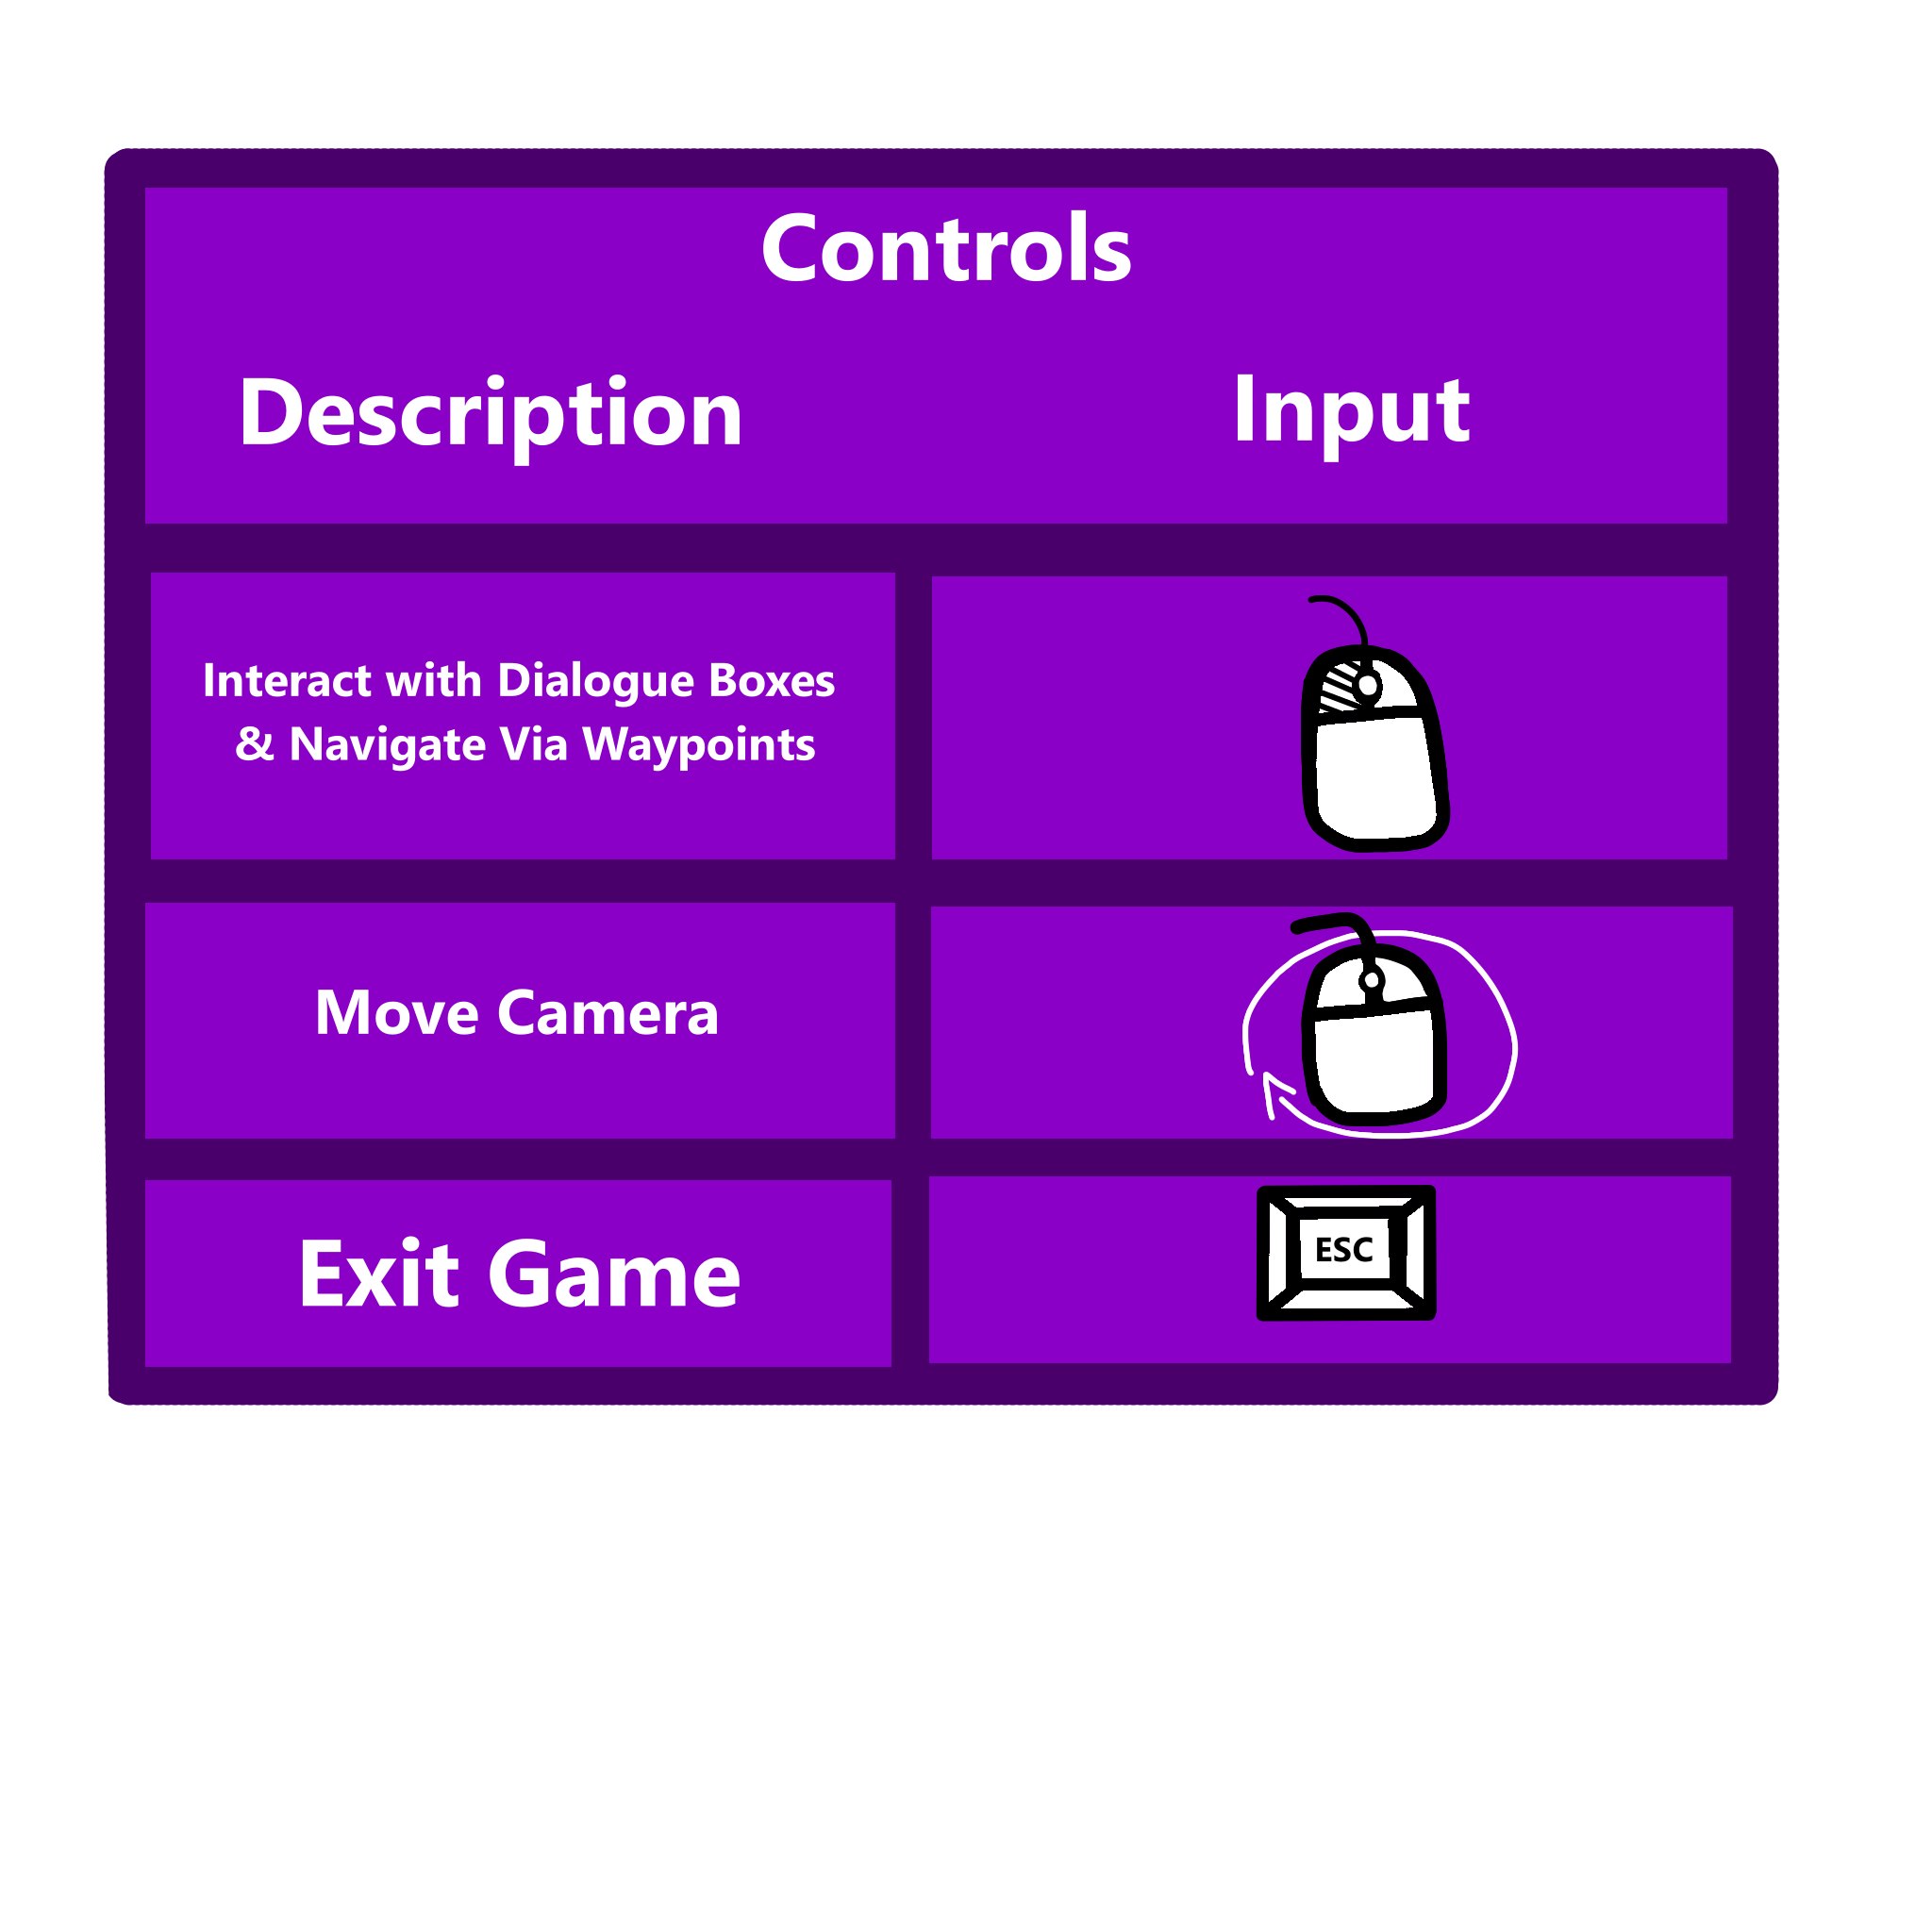 Controls
Description Input
Interact with Dialogue Boxes
& Navigate Via Waypoints
Move Camera
Exit Game
ESC